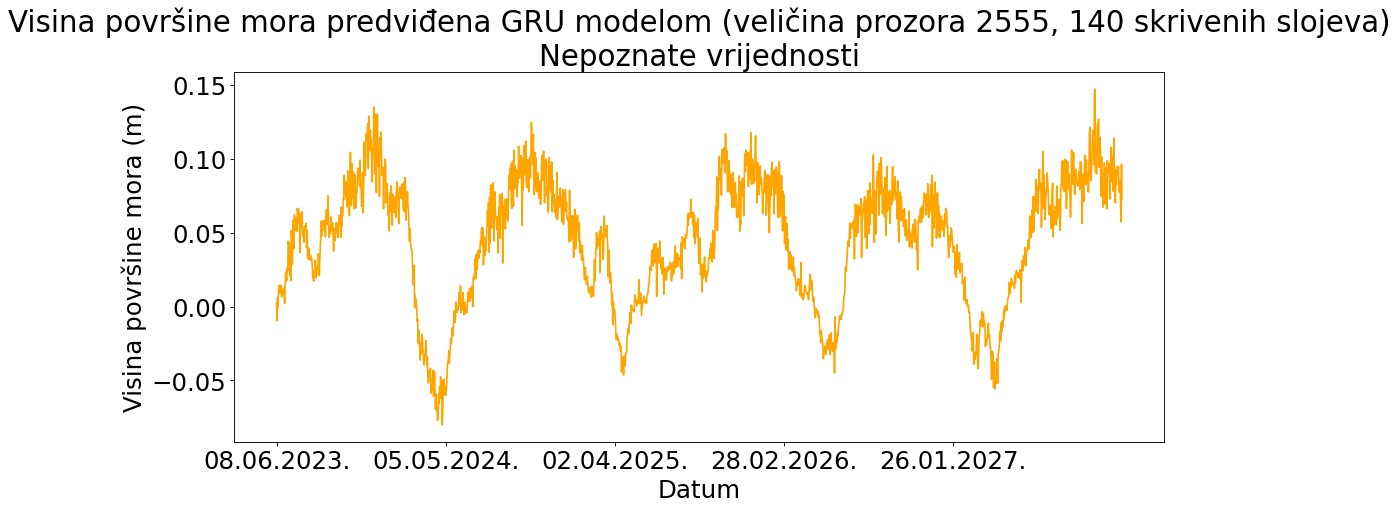 Visina površine mora predviđena GRU modelom (veličina prozora 2555, 140 skrivenih slojeva)
Nepoznate vrijednosti
Visina površine mora (m)
0.15
0.10
0.05
0.00
−0.05
08.06.2023.
05.05.2024.
02.04.2025.
28.02.2026.
26.01.2027.
Datum